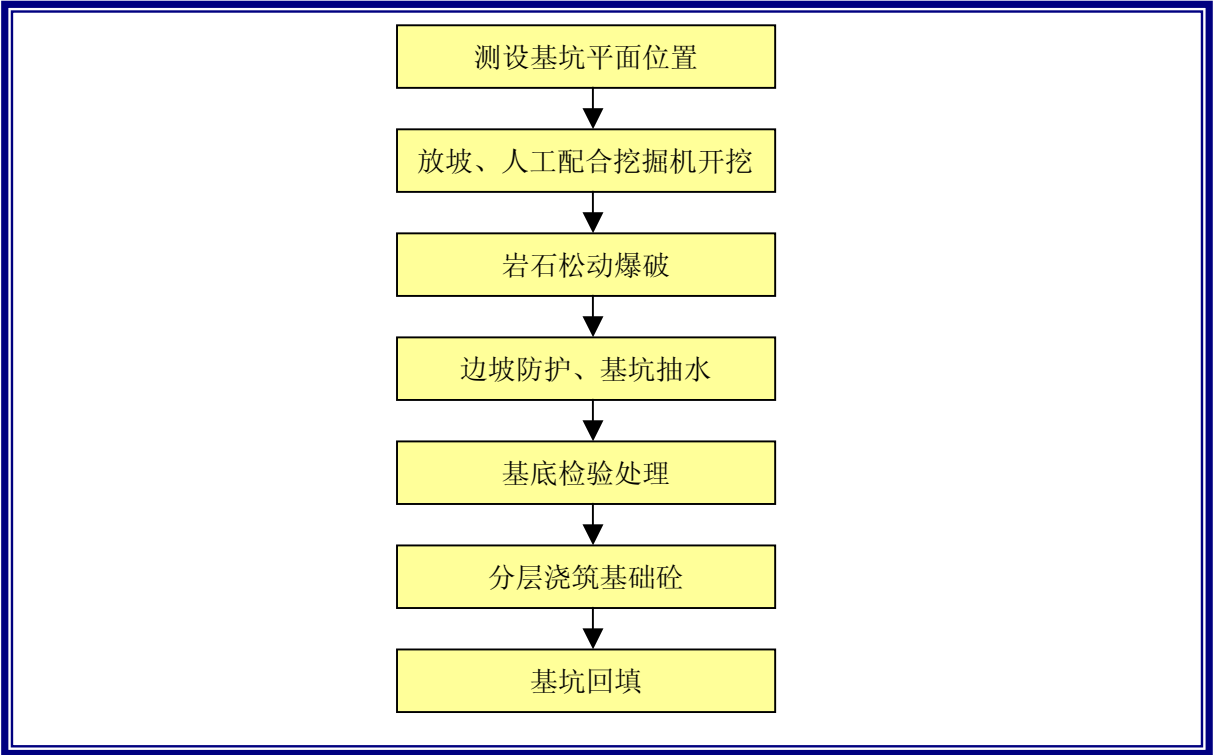 测设基坑平面位置
放坡、人工配合挖掘机开挖
岩石松动爆破
边坡防护、基坑抽水
基底检验处理
分层浇筑基础砼
基坑回填